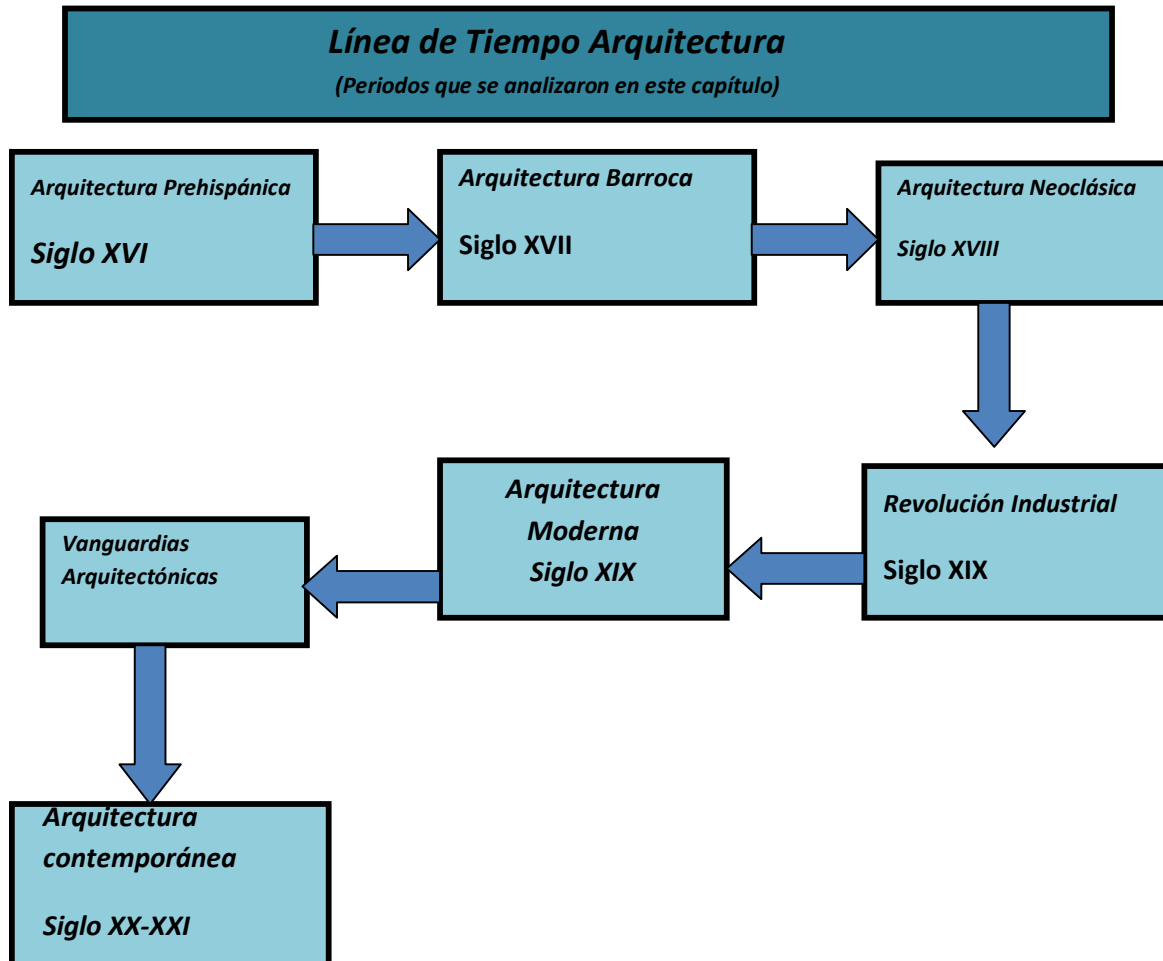 Línea de Tiempo Arquitectura
(Periodos que se analizaron en este capítulo)
Arquitectura Prehispánica
Siglo XVI
Arquitectura Barroca
Siglo XVII
Arquitectura Neoclásica
Siglo XVIII
Revolución Industrial
Siglo XIX
Arquitectura
Moderna
Siglo XIX
Vanguardias
Arquitectónicas
Arquitectura
contemporánea
Siglo XX-XXI